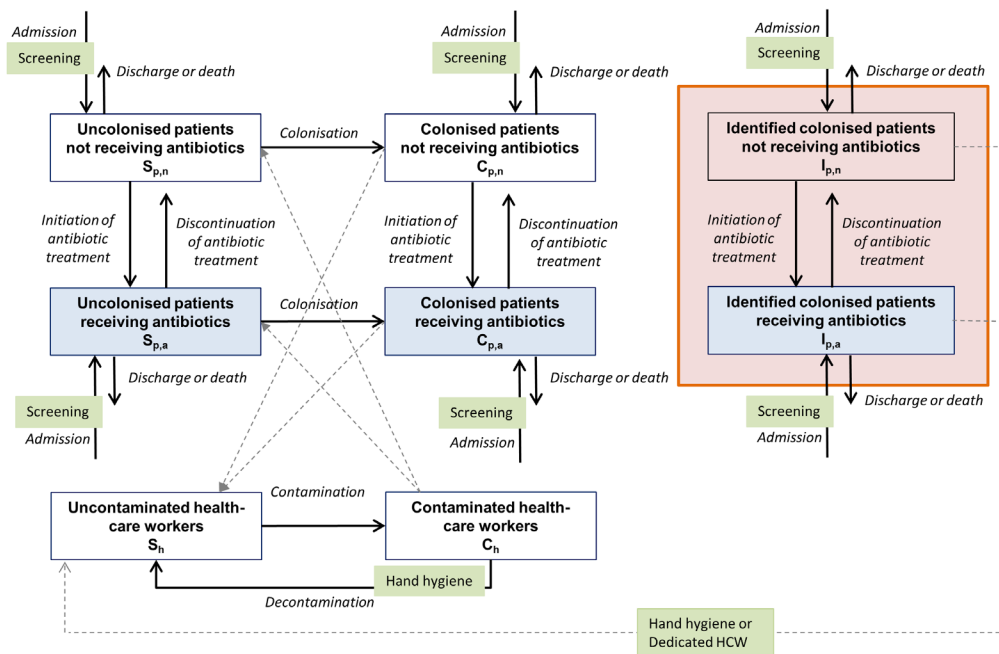 Admission
Screening
Discharge or death
Uncolonised patients
not receiving antibiotics
Sp,n
Colonisation
Admission
Screening
Discharge or death
Colonised patients
not receiving antibiotics
Cp,n
Admission
Screening
Discharge or death
Identified colonised patients
not receiving antibiotics
Ip,n
Initiation of
antibiotic
treatment
Discontinuation
of antibiotic
treatment
Initiation of
antibiotic
treatment
Discontinuation
of antibiotic
treatment
Initiation of
antibiotic
treatment
Discontinuation
of antibiotic
treatment
Uncolonised patients
receiving antibiotics
Sp,a
Colonisation
Colonised patients
receiving antibiotics
Cp,a
Identified colonised patients
receiving antibiotics
Ip,a
Discharge or death
Screening
Admission
Discharge or death
Screening
Admission
Discharge or death
Screening
Admission
Uncontaminated health-
care workers
Sh
Contamination
Contaminated health-
care workers
Ch
Hand hygiene
Decontamination
Hand hygiene or
Dedicated HCW